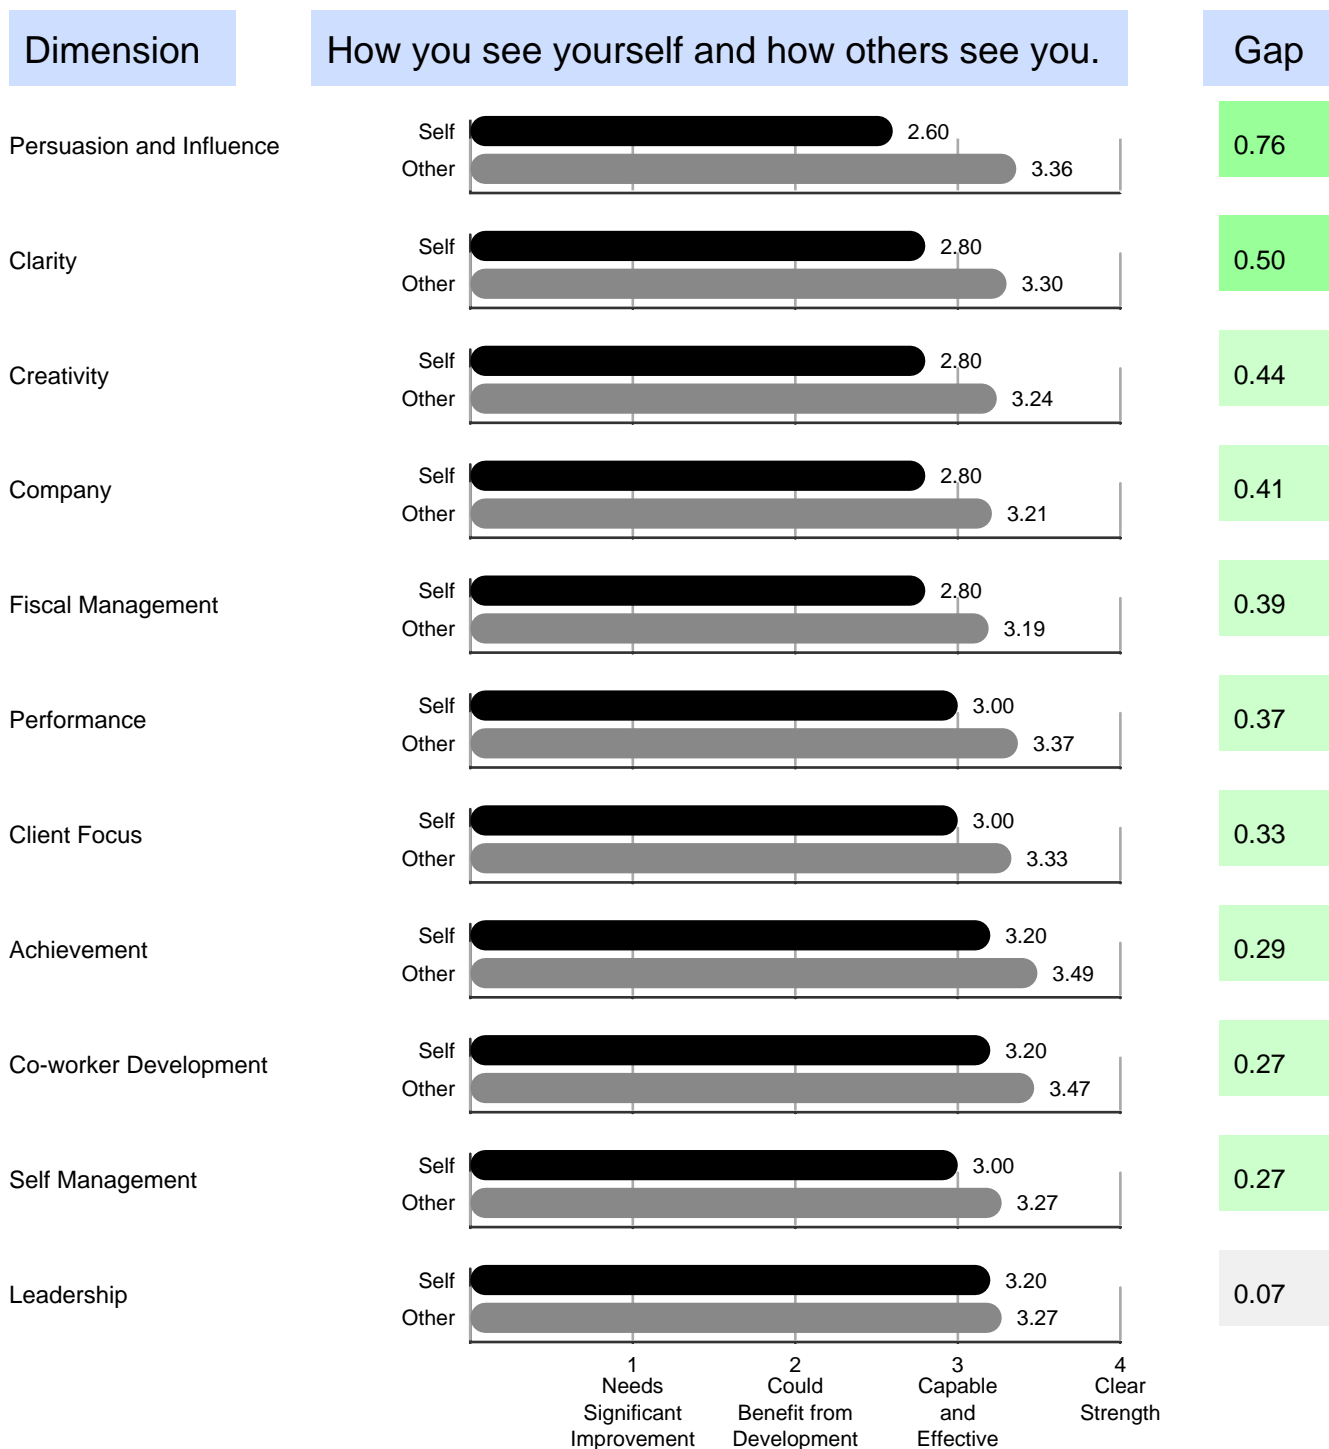 Dimension
How you see yourself and how others see you.
Gap
Persuasion and Influence
Self 2.60
Other 3.36
0.76
Clarity
Self 2.80
Other 3.30
0.50
Creativity
Self 2.80
Other 3.24
0.44
Company
Self 2.80
Other 3.21
0.41
Fiscal Management
Self 2.80
Other 3.19
0.39
Performance
Self 3.00
Other 3.37
0.37
Client Focus
Self 3.00
Other 3.33
0.33
Achievement
Self 3.20
Other 3.49
0.29
Co-worker Development
Self 3.20
Other 3.47
0.27
Self Management
Self 3.00
Other 3.27
0.27
Leadership
Self 3.20
Other 3.27
0.07
1
Needs
Significant
Improvement
2
Could
Benefit from
Development
3
Capable
and
Effective
4
Clear
Strength